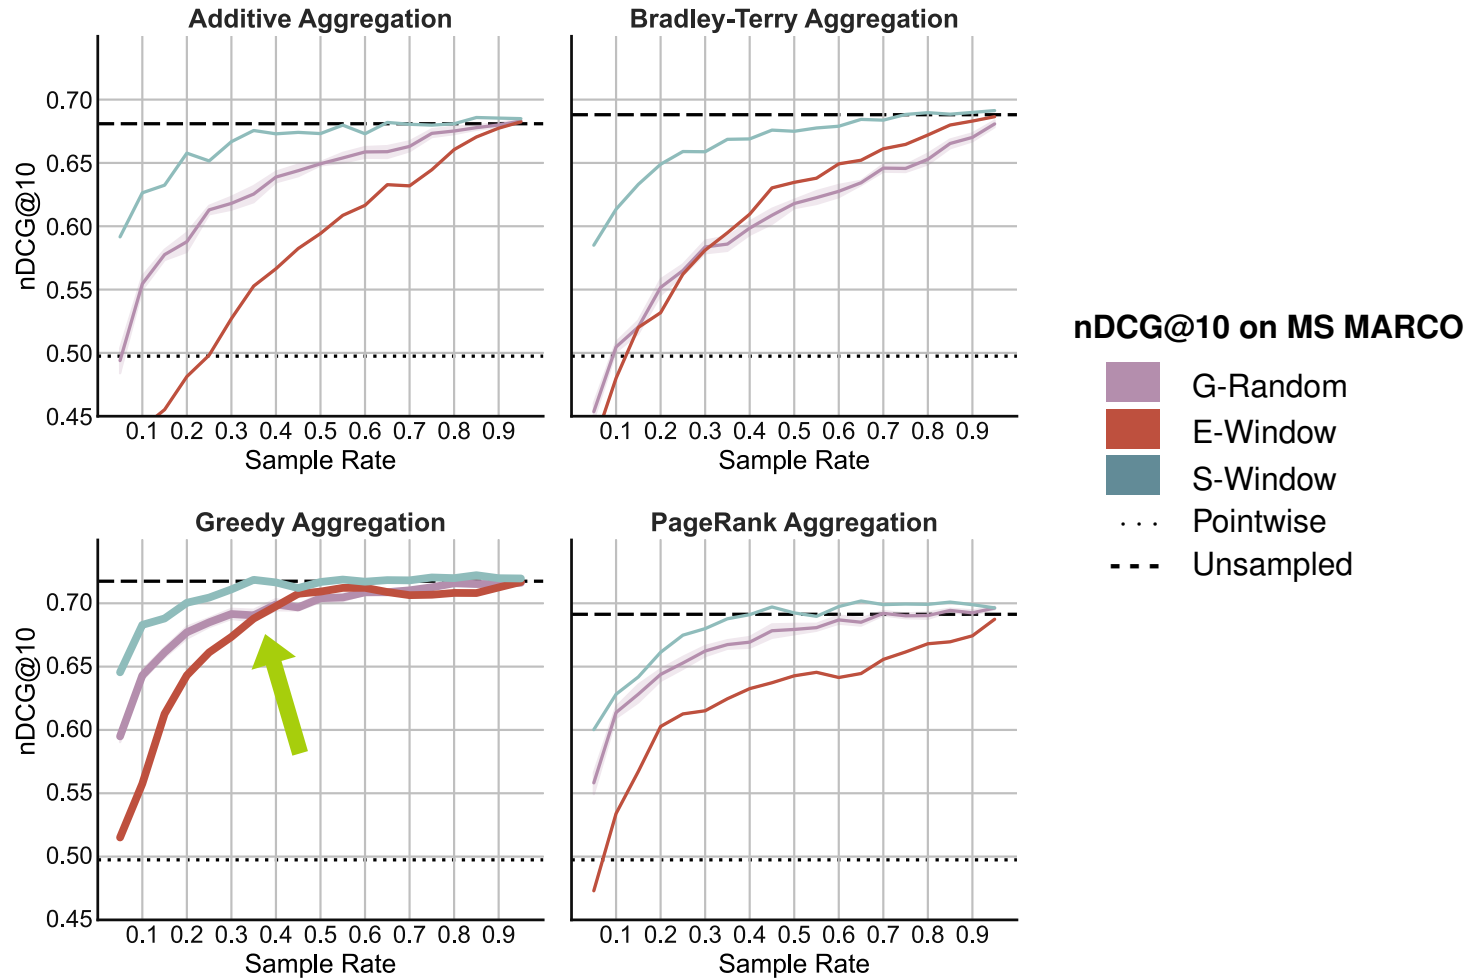 Additive Aggregation
nDCG@10
0.70
0.65
0.60
0.55
0.50
0.45
0.1 0.2 0.3 0.4 0.5 0.6 0.7 0.8 0.9
Sample Rate
Bradley-Terry Aggregation
0.1 0.2 0.3 0.4 0.5 0.6 0.7 0.8 0.9
Sample Rate
Greedy Aggregation
nDCG@10
0.70
0.65
0.60
0.55
0.50
0.45
0.1 0.2 0.3 0.4 0.5 0.6 0.7 0.8 0.9
Sample Rate
PageRank Aggregation
0.1 0.2 0.3 0.4 0.5 0.6 0.7 0.8 0.9
Sample Rate
nDCG@10 on MS MARCO
G-Random
E-Window
S-Window
Pointwise
Unsampled